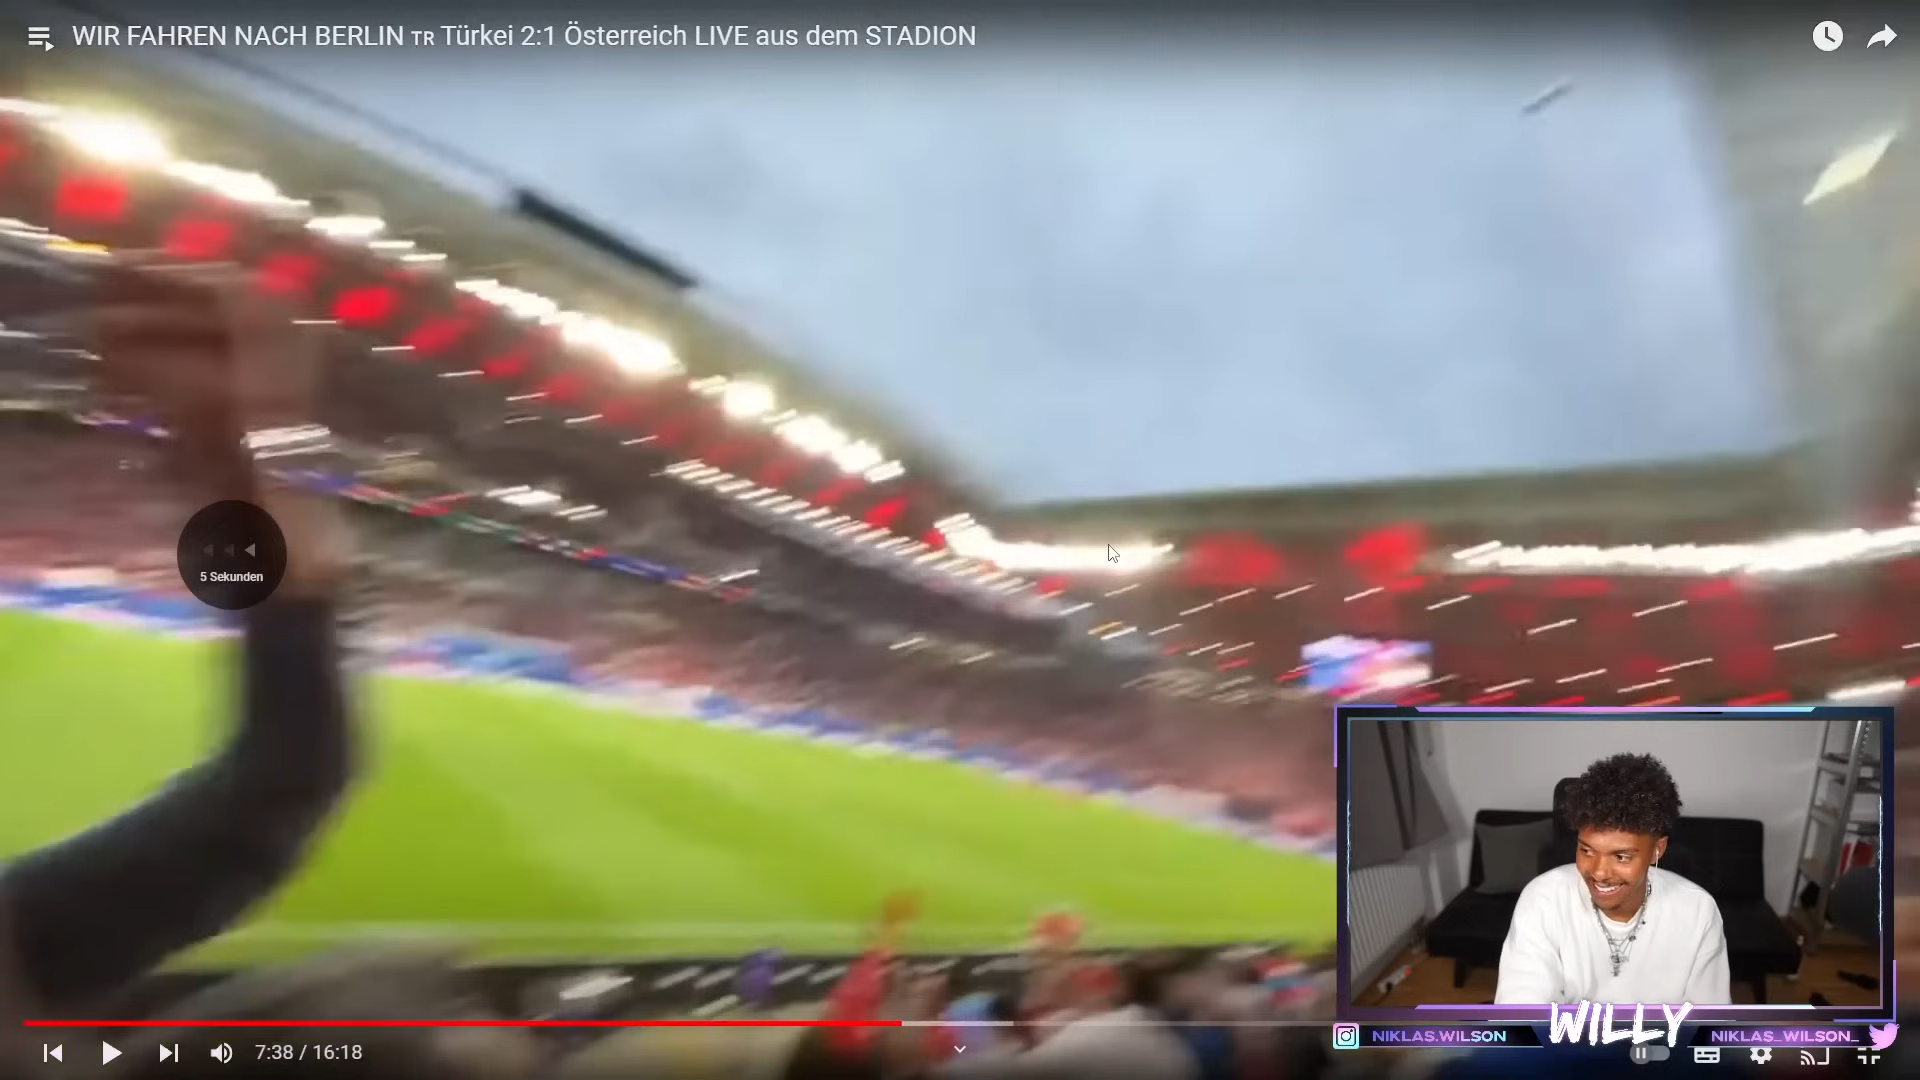 WIR FAHREN NACH BERLIN TR Türkei 2:1 Österreich LIVE aus dem STADION
5 Sekunden
NIKLAS.WILSON
WILLY
NIKLAS_WILSON_
7:38 / 16:18